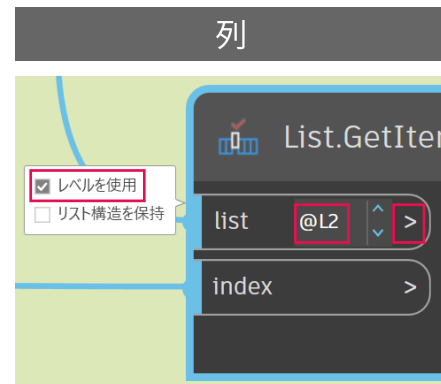 列
List.GetIter
レベルを使用
リスト構造を保持
list @L2 >
index >